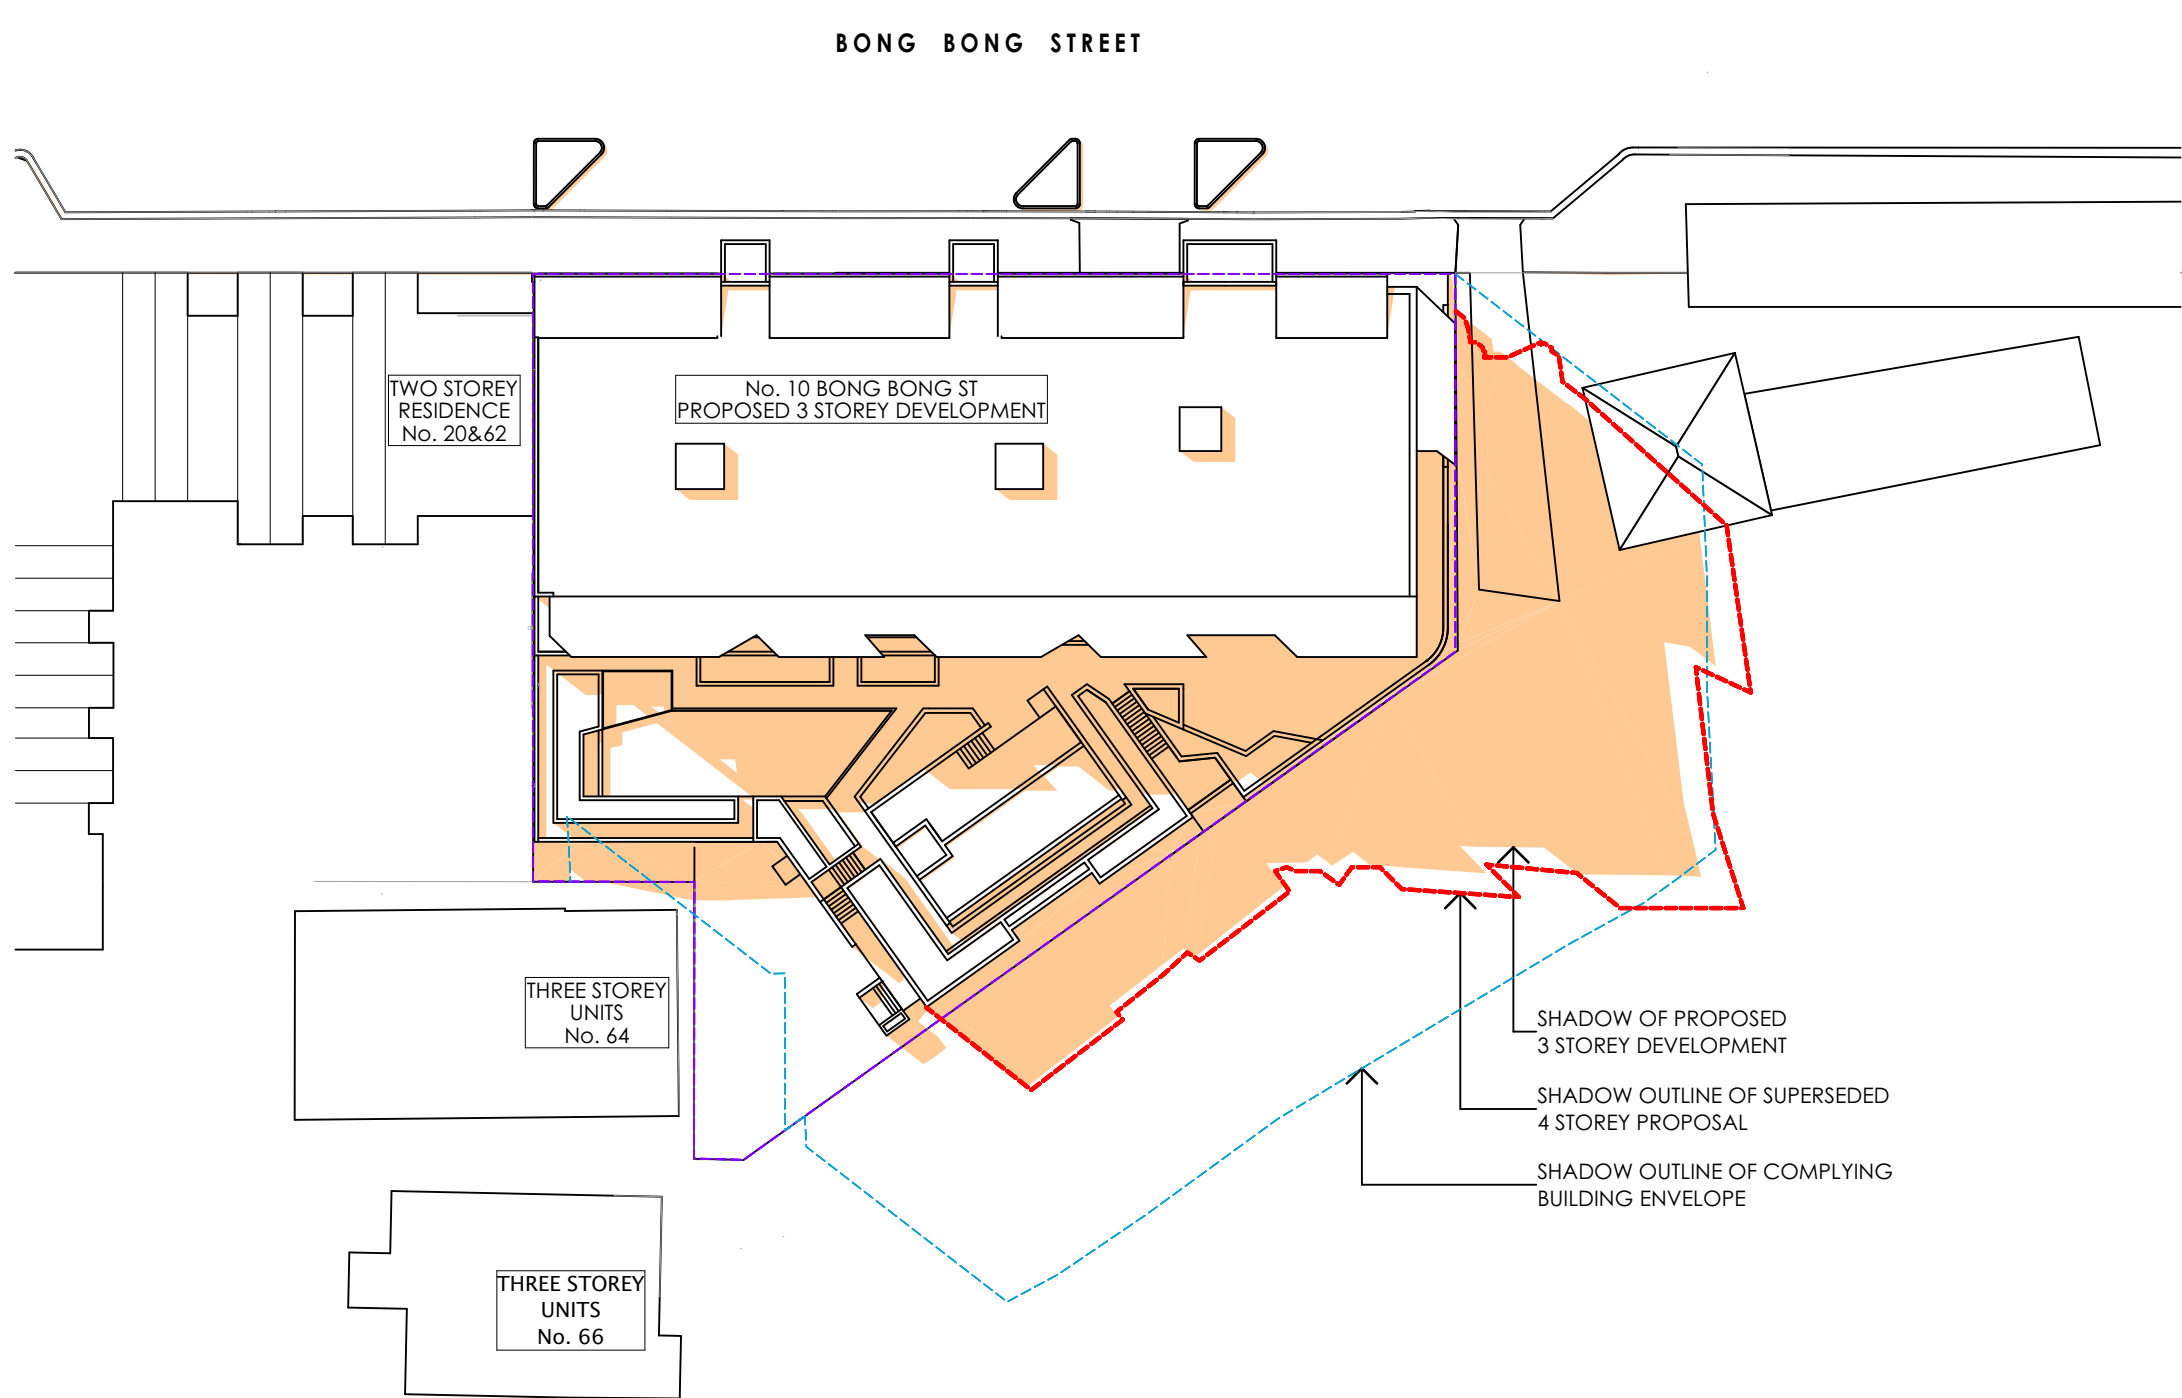 BONG BONG STREET
TWO STOREY
RESIDENCE
No. 20&62
No. 10 BONG BONG ST
PROPOSED 3 STOREY DEVELOPMENT
THREE STOREY
UNITS
No. 64
SHADOW OF PROPOSED
3 STOREY DEVELOPMENT
SHADOW OUTLINE OF SUPERSEDED
4 STOREY PROPOSAL
SHADOW OUTLINE OF COMPLYING
BUILDING ENVELOPE
THREE STOREY
UNITS
No. 66